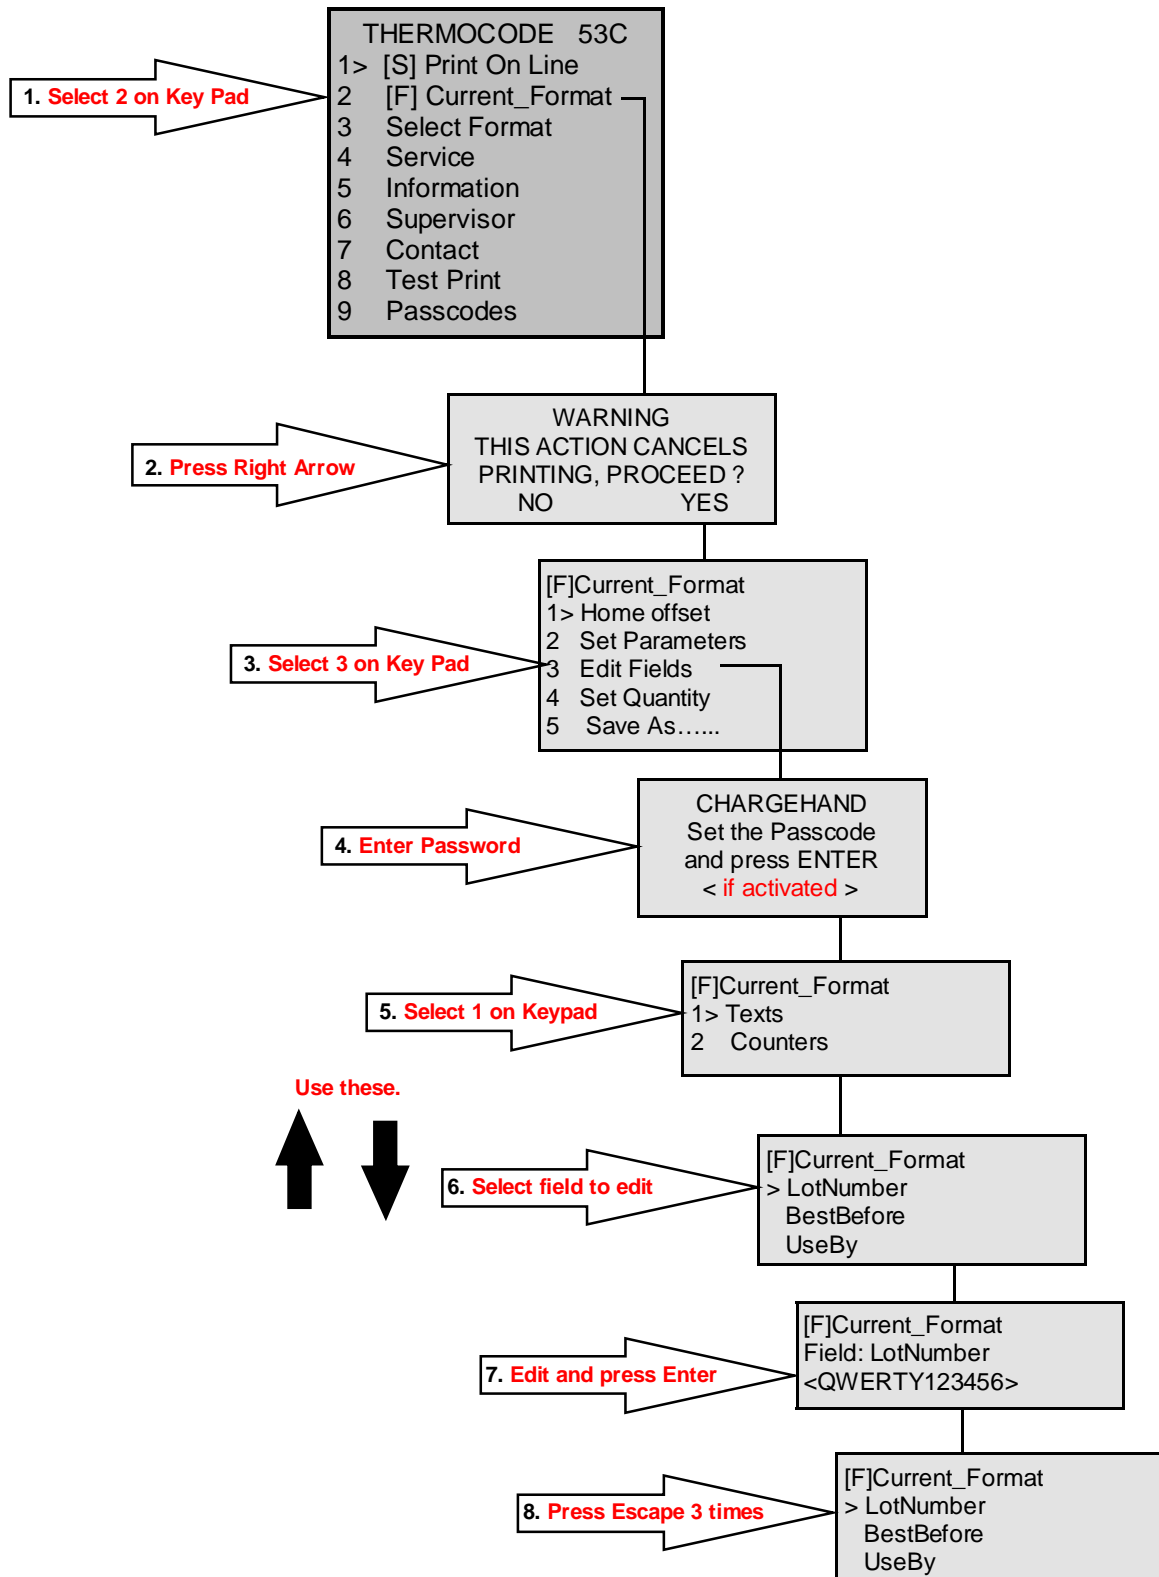 THERMOCODE 53C
1> [S] Print On Line
2 [F] Current_Format
3 Select Format
4 Service
5 Information
6 Supervisor
7 Contact
8 Test Print
9 Passcodes
1. Select 2 on Key Pad
WARNING
THIS ACTION CANCELS
PRINTING, PROCEED ?
NO YES
2. Press Right Arrow
[F]Current_Format
1> Home offset
2 Set Parameters
3 Edit Fields
4 Set Quantity
5 Save As…...
3. Select 3 on Key Pad
CHARGEHAND
Set the Passcode
and press ENTER
< if activated >
4. Enter Password
[F]Current_Format
1> Texts
2 Counters
5. Select 1 on Keypad
Use these.
[F]Current_Format
> LotNumber
BestBefore
UseBy
6. Select field to edit
[F]Current_Format
Field: LotNumber
<QWERTY123456>
7. Edit and press Enter
[F]Current_Format
> LotNumber
BestBefore
UseBy
8. Press Escape 3 times